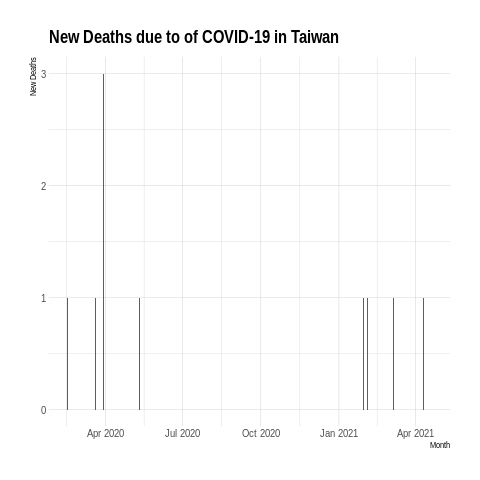 New Deaths due to of COVID-19 in Taiwan
New Deaths
3
2
1
0
Apr 2020 Jul 2020 Oct 2020 Jan 2021 Apr 2021
Month